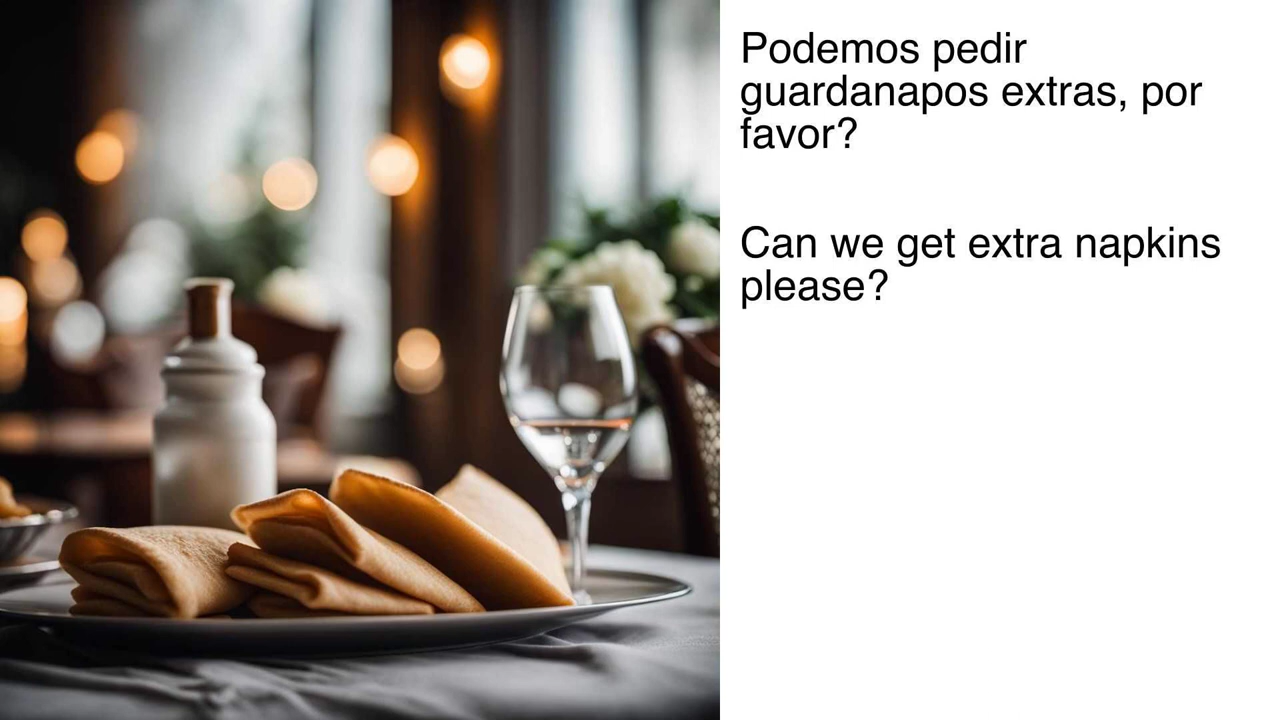 Podemos pedir
guardanapos extras, por
favor?
Can we get extra napkins
please?